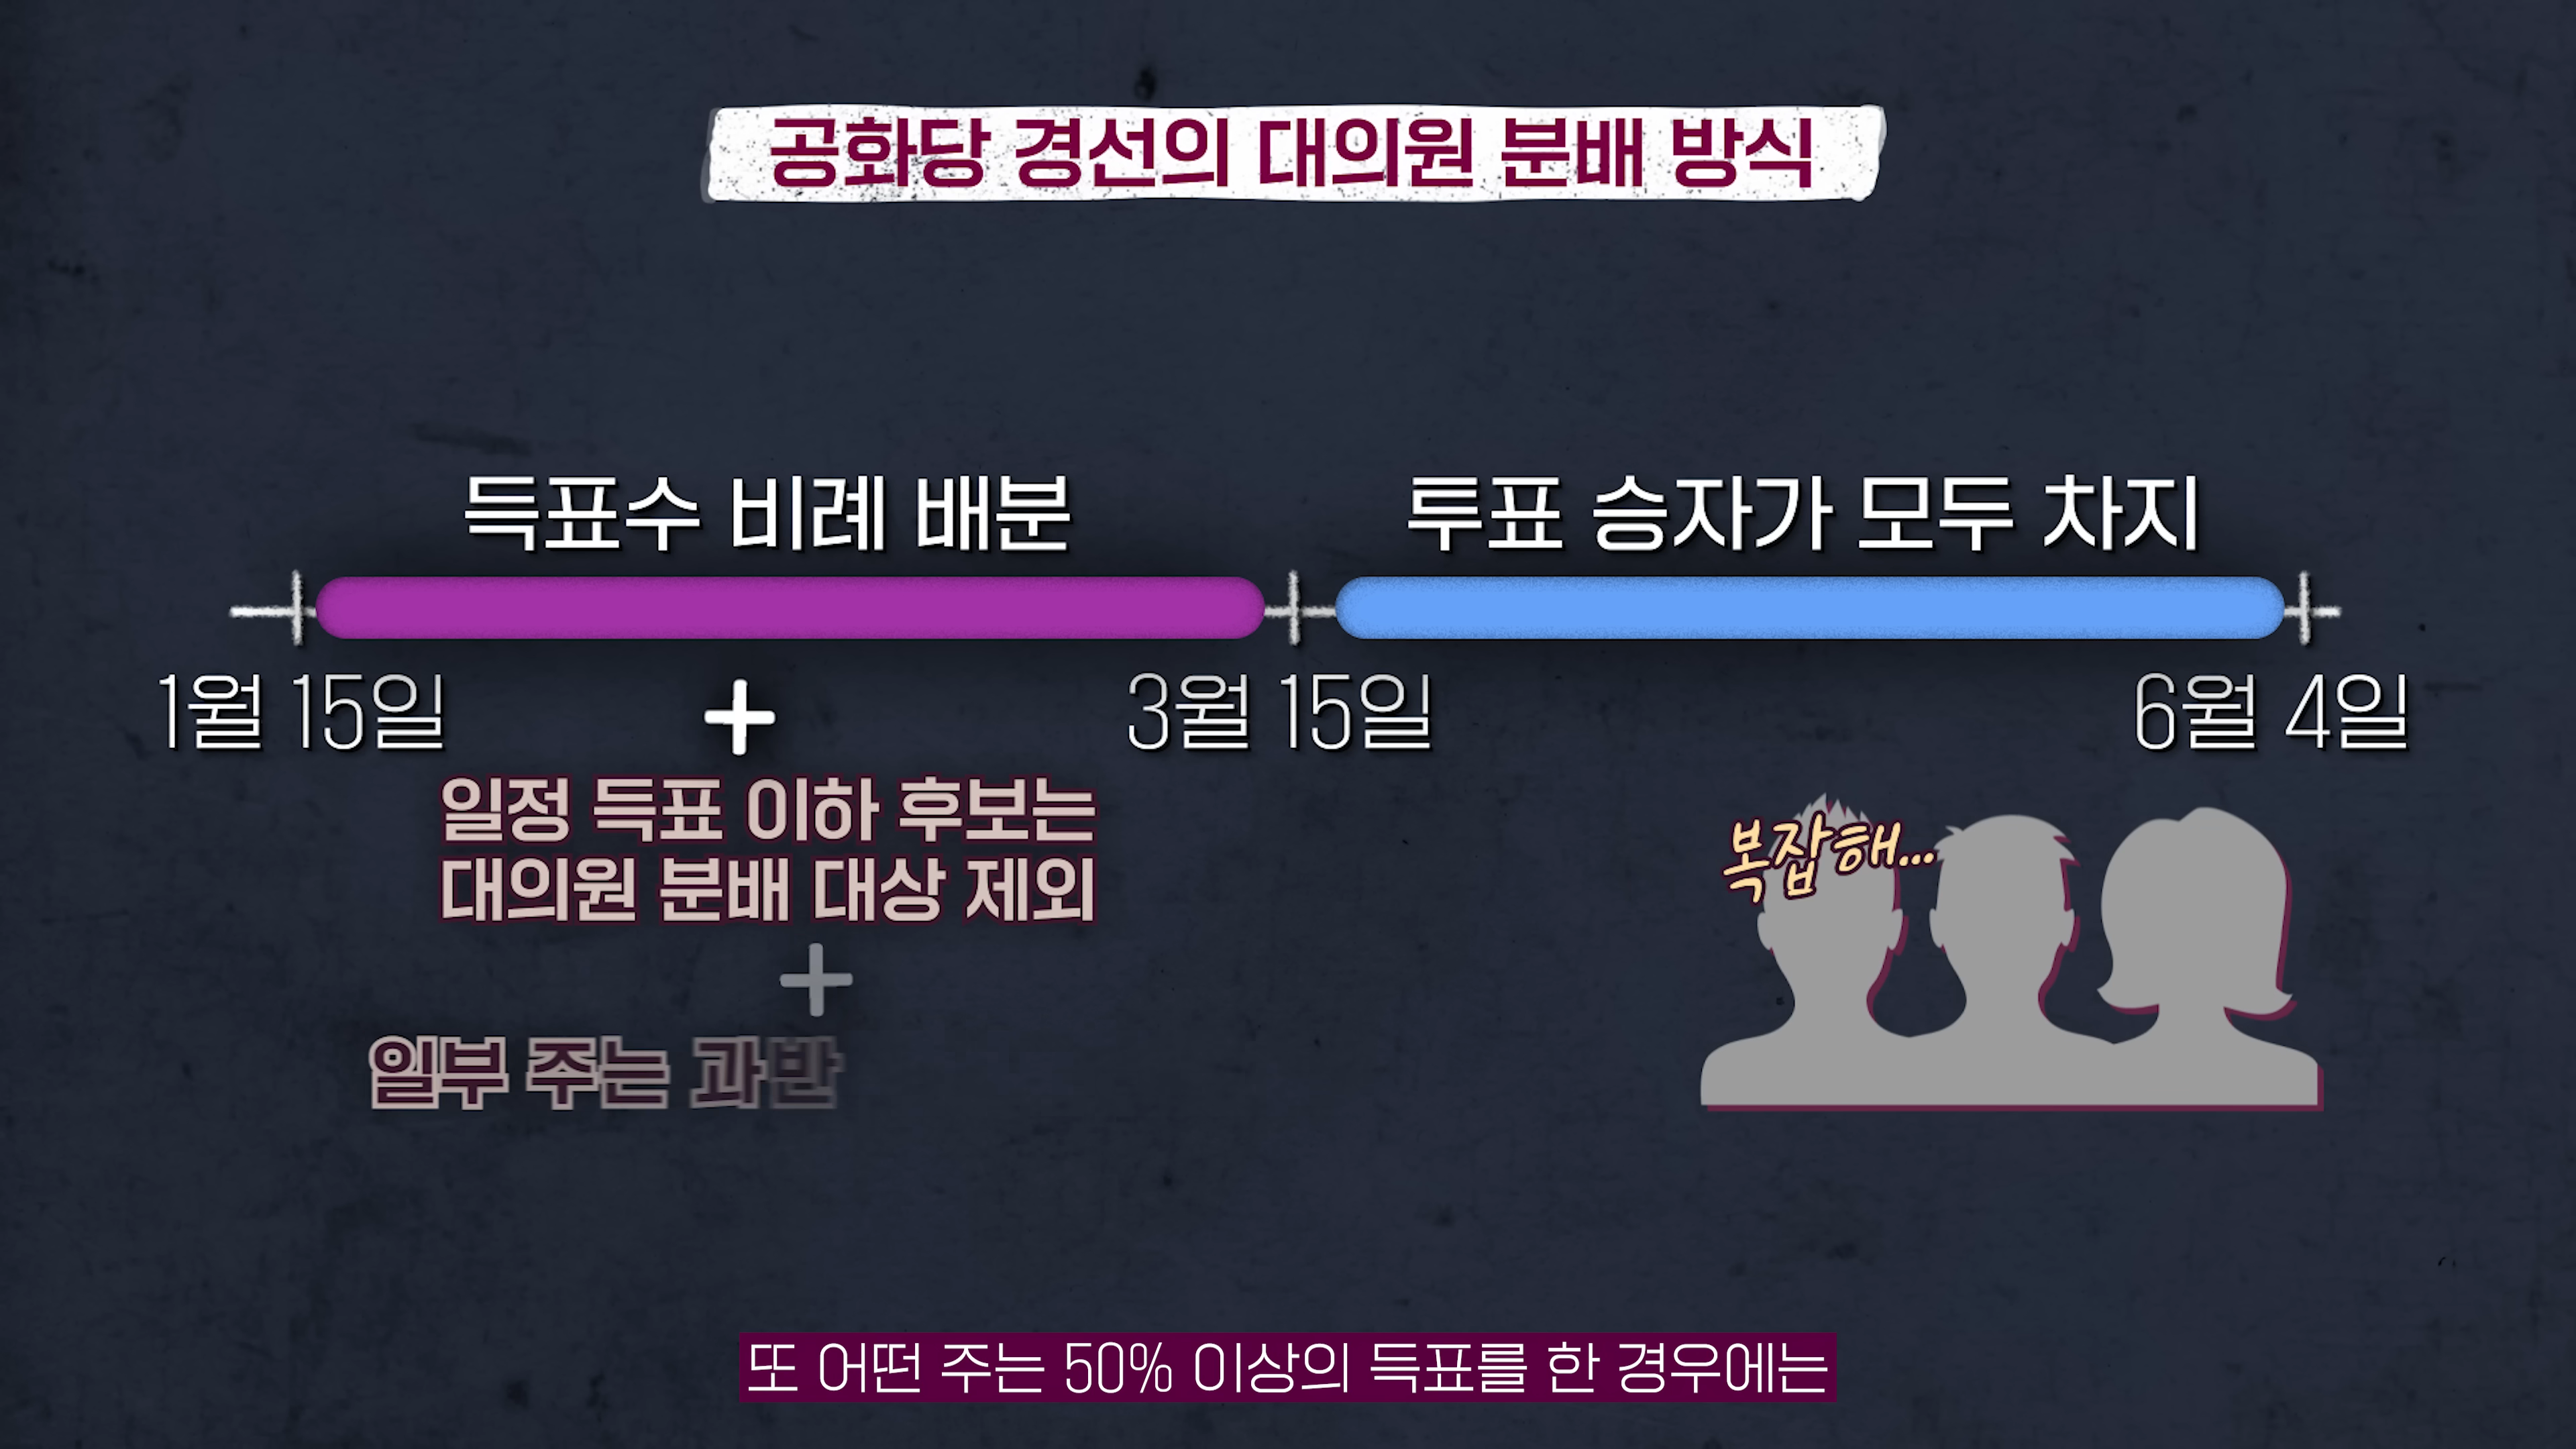 공화당 경선의 대의원 분배 방식
득표수 비례 배분
투표 승자가 모두 차지
1월 15일
+
3월 15일
6월 4일
일정 득표 이하 후보는
대의원 분배 대상 제외
복잡해...
+
일부 주는 과반
또 어떤 주는 50% 이상의 득표를 한 경우에는